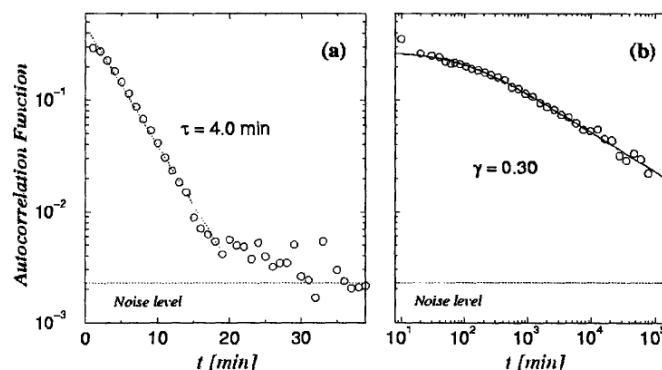 (a)
(b)
Autocorrelation Function
10⁻¹
10⁻²
10⁻³
τ = 4.0 min
γ = 0.30
Noise level
Noise level
0 10 20 30
10¹ 10² 10³ 10⁴ 10⁵
t [min]
t [min]